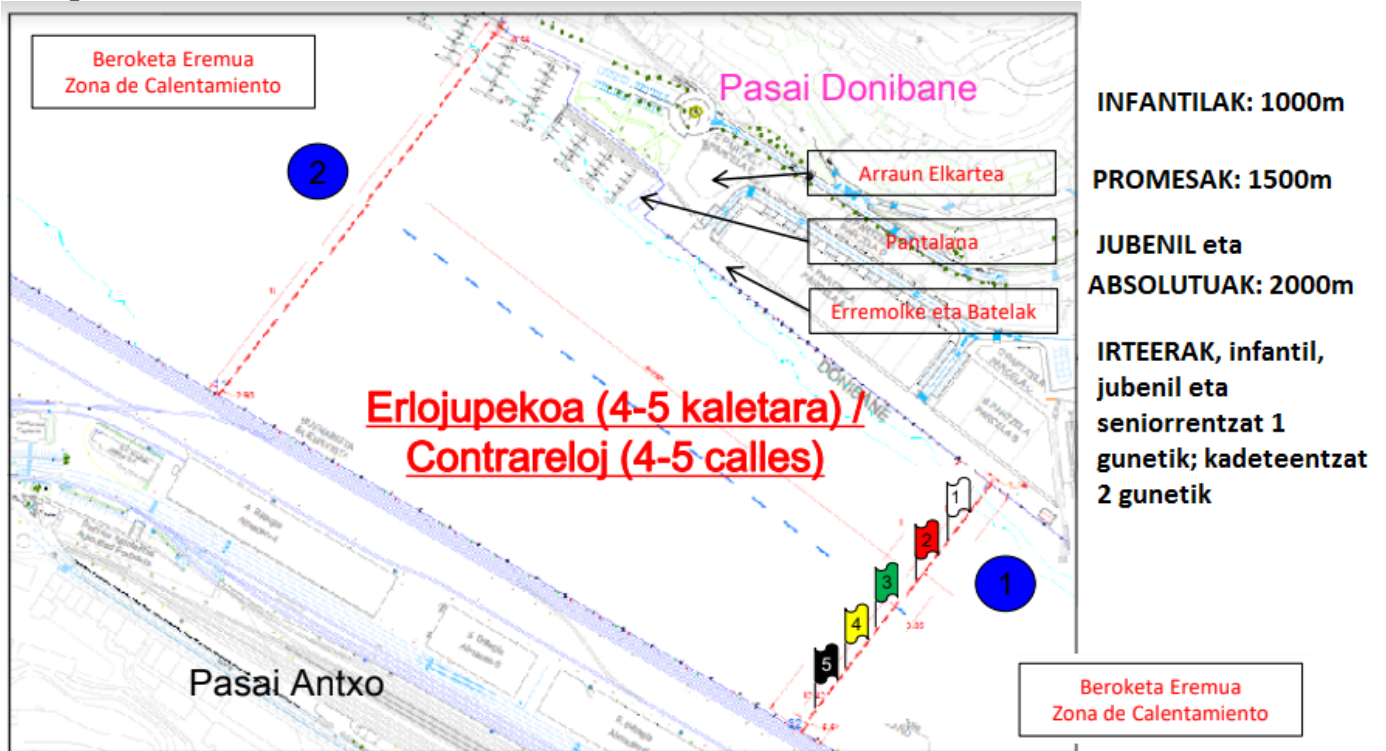 Beroketa Eremua
Zona de Calentamiento
Pasai Donibane
2
Arraun Elkartea
Pantalana
Erremolke eta Batelak
DONIBANE
Erlojupekoa (4-5 kaletara) /
Contrareloj (4-5 calles)
1
2
3
4
5
1
Pasai Antxo
Beroketa Eremua
Zona de Calentamiento
INFANTILAK: 1000m
PROMESAK: 1500m
JUBENIL eta
ABSOLUTUAK: 2000m
IRTEERAK, infantil,
jubenil eta
seniorrentzat 1
gunetik; kadeteentzat
2 gunetik